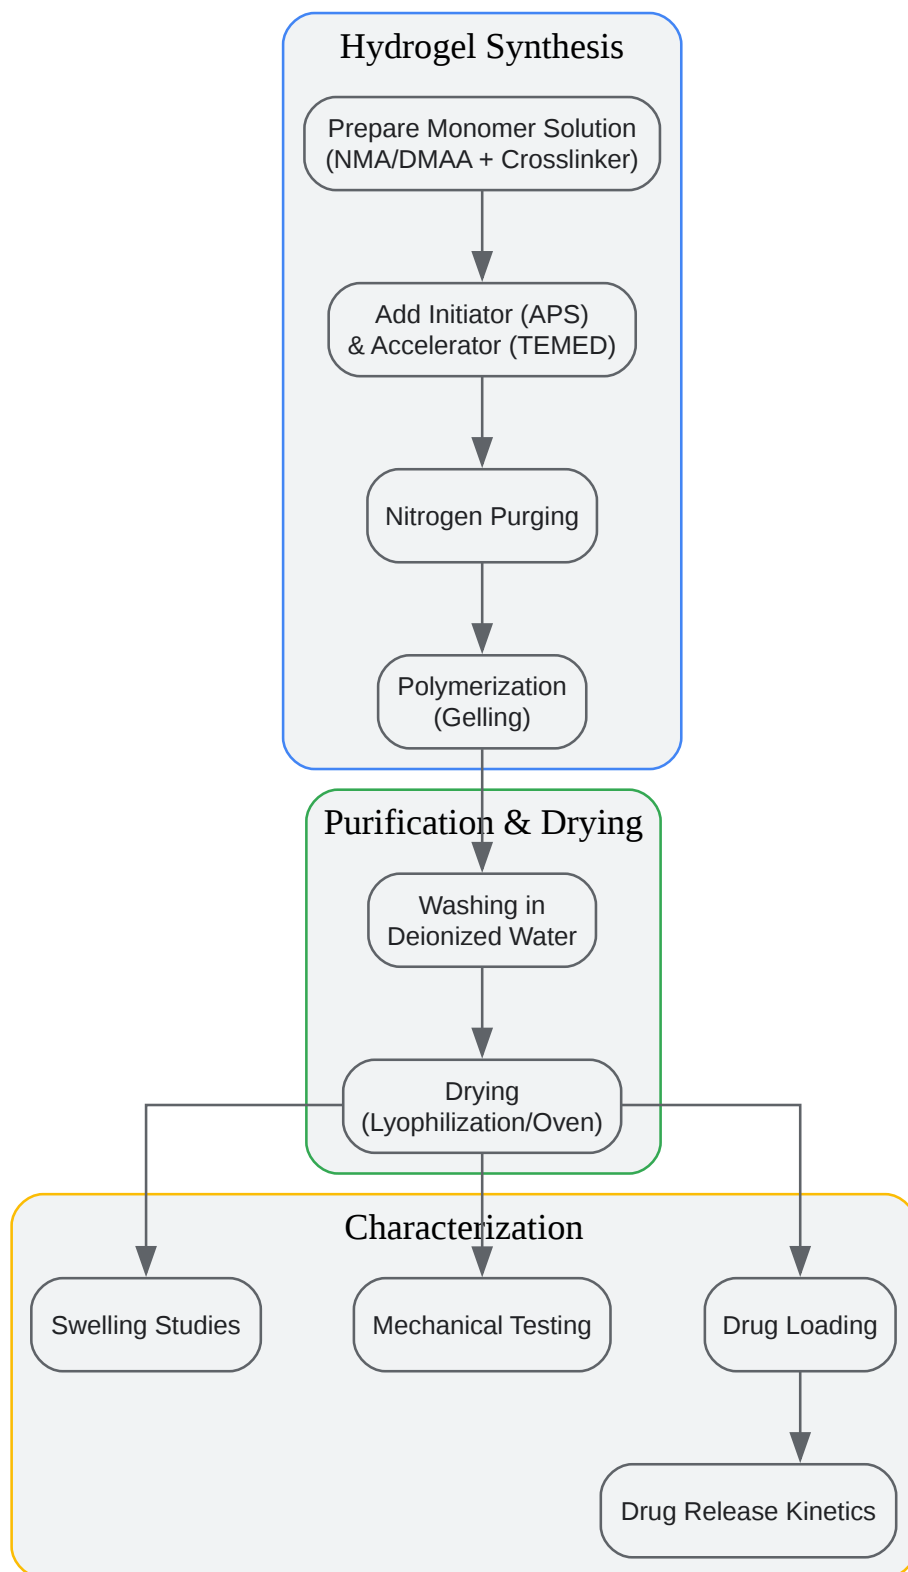 Hydrogel Synthesis
Prepare Monomer Solution
(NMA/DMAA + Crosslinker)
Add Initiator (APS)
& Accelerator (TEMED)
Nitrogen Purging
Polymerization
(Gelling)
Purification & Drying
Washing in
Deionized Water
Drying
(Lyophilization/Oven)
Characterization
Swelling Studies
Mechanical Testing
Drug Loading
Drug Release Kinetics